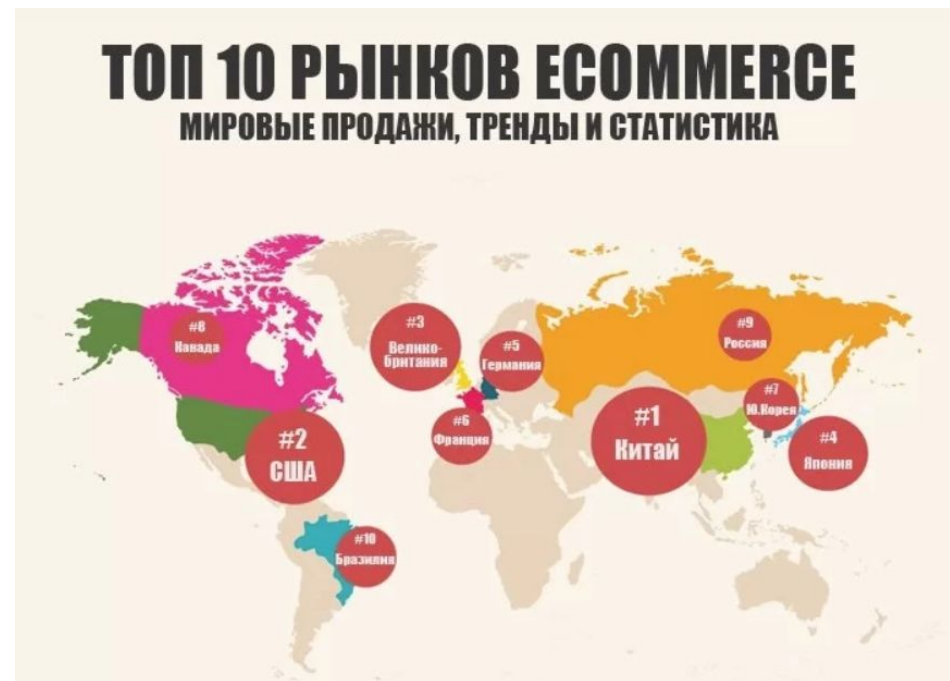 ТОП 10 РЫНКОВ ECOMMERCE
МИРОВЫЕ ПРОДАЖИ, ТРЕНДЫ И СТАТИСТИКА
#8
Канада
#3
Велико-
британия
#5
Германия
#9
Россия
#6
Франция
#1
Китай
#7
Ю.Корея
#4
Япония
#2
США
#10
Бразилия